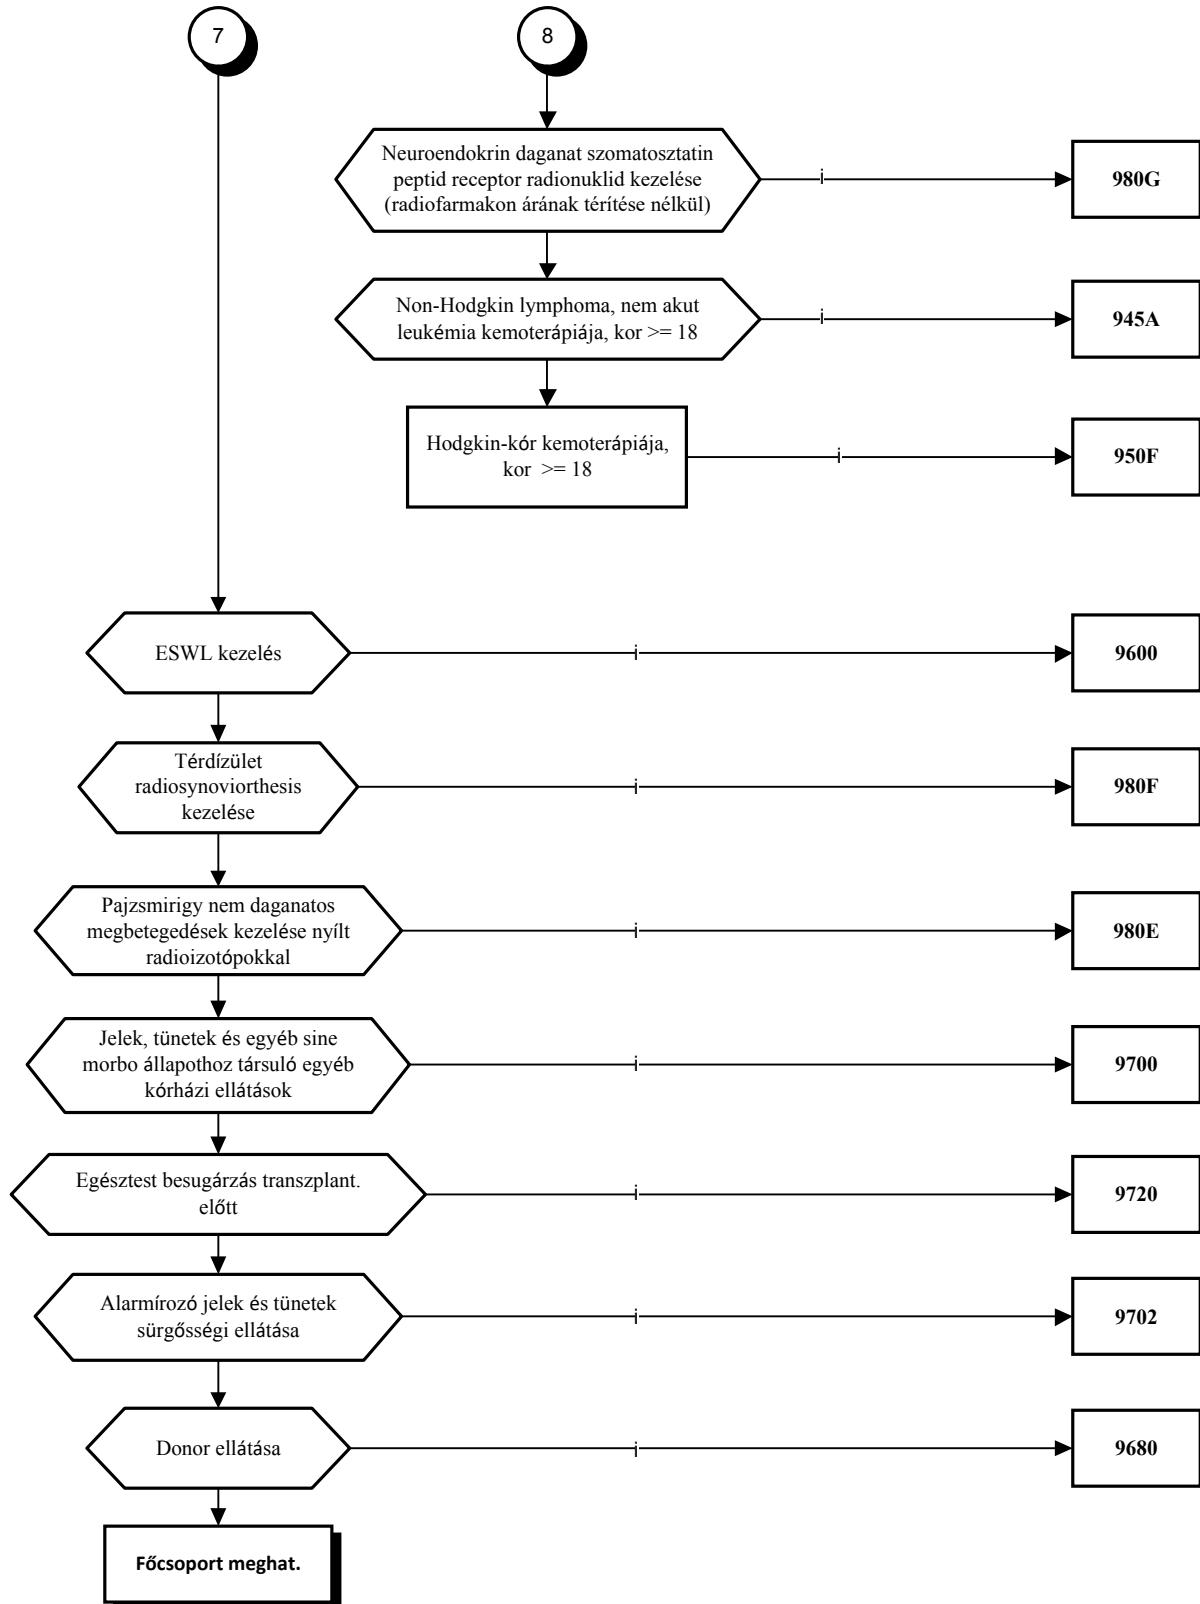 7
8
Neuroendokrin daganat szomatosztatin
peptid receptor radionuklid kezelése
(radiofarmakon árának térítése nélkül)
i
980G
Non-Hodgkin lymphoma, nem akut
leukémia kemoterápiája, kor >= 18
i
945A
Hodgkin-kór kemoterápiája,
kor >= 18
i
950F
ESWL kezelés
i
9600
Térdízület
radiosynoviorthesis
kezelése
i
980F
Pajzsmirigy nem daganatos
megbetegedések kezelése nyílt
radioizotópokkal
i
980E
Jelek, tünetek és egyéb sine
morbo állapothoz társuló egyéb
kórházi ellátások
i
9700
Egésztest besugárzás transzplant.
előtt
i
9720
Alarmírozó jelek és tünetek
sürgősségi ellátása
i
9702
Donor ellátása
i
9680
Főcsoport meghat.